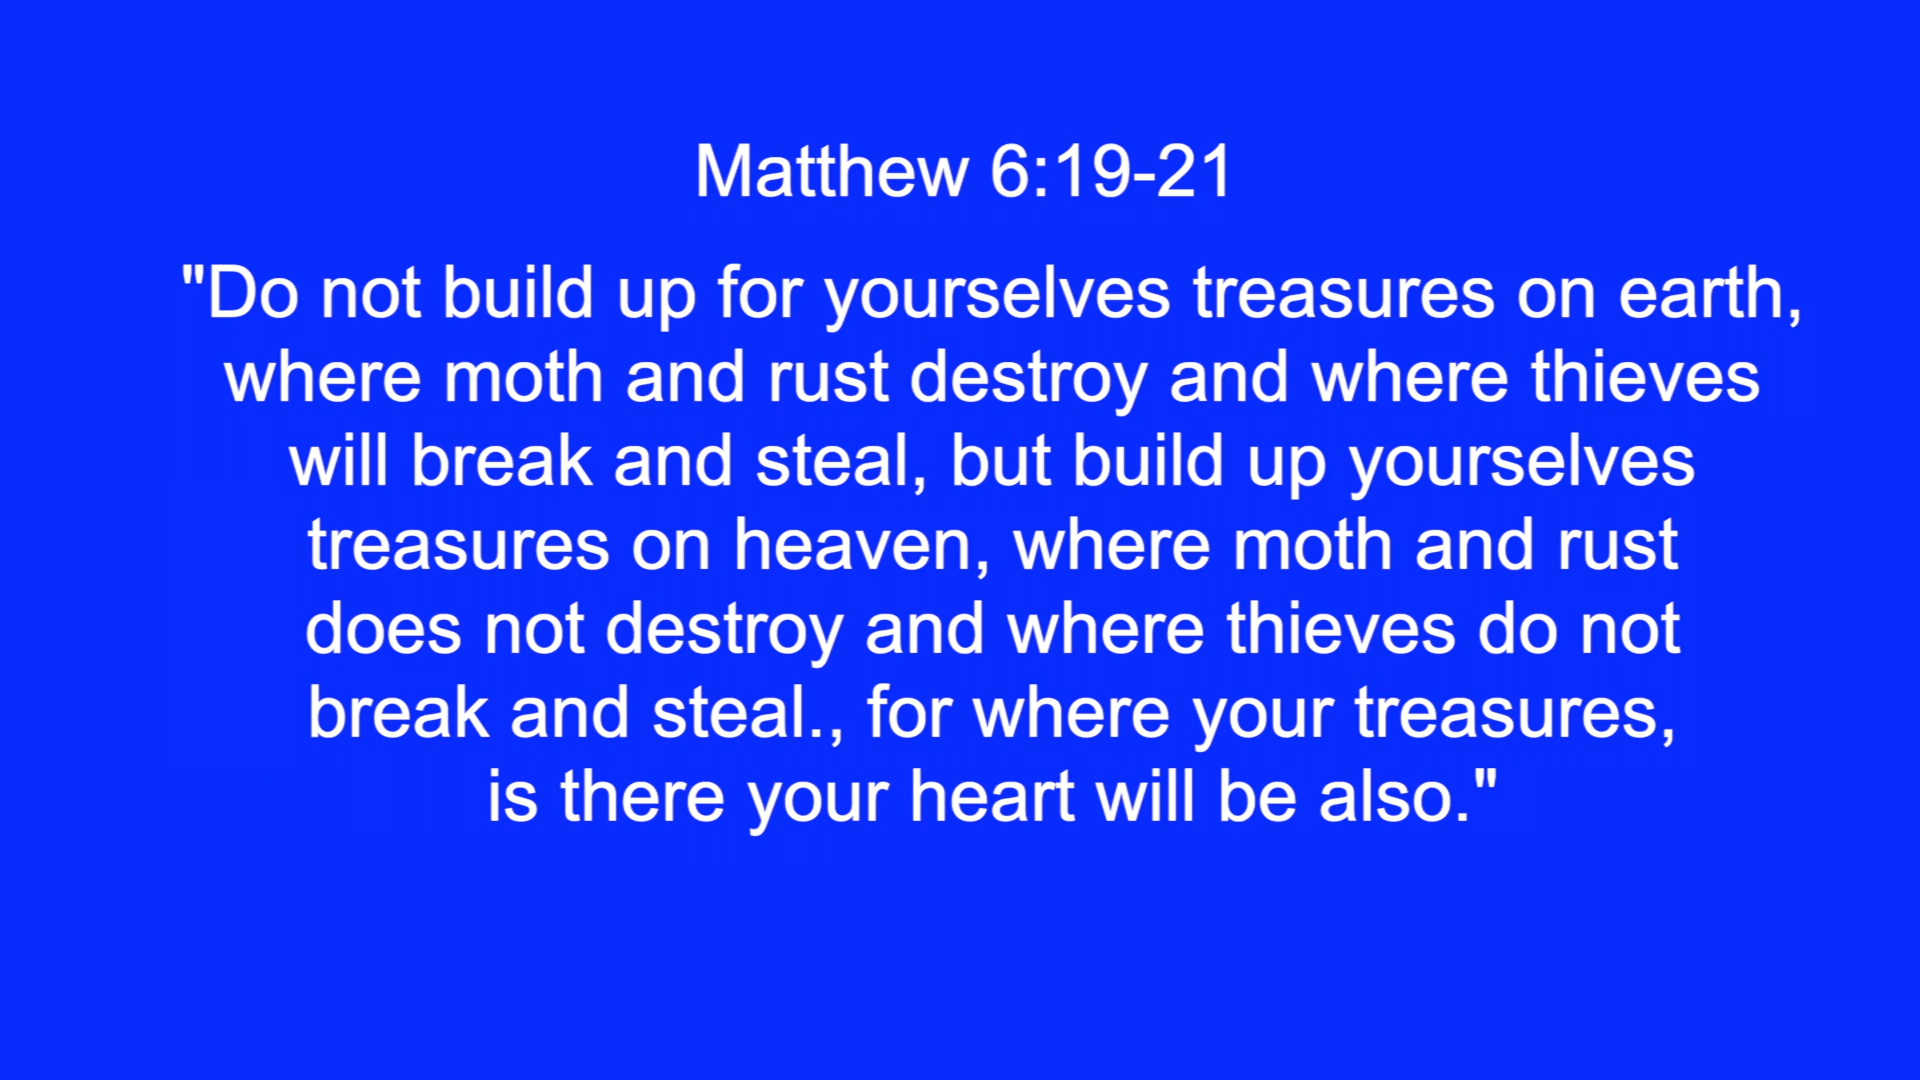 Matthew 6:19-21
"Do not build up for yourselves treasures on earth,
where moth and rust destroy and where thieves
will break and steal, but build up yourselves
treasures on heaven, where moth and rust
does not destroy and where thieves do not
break and steal., for where your treasures,
is there your heart will be also."